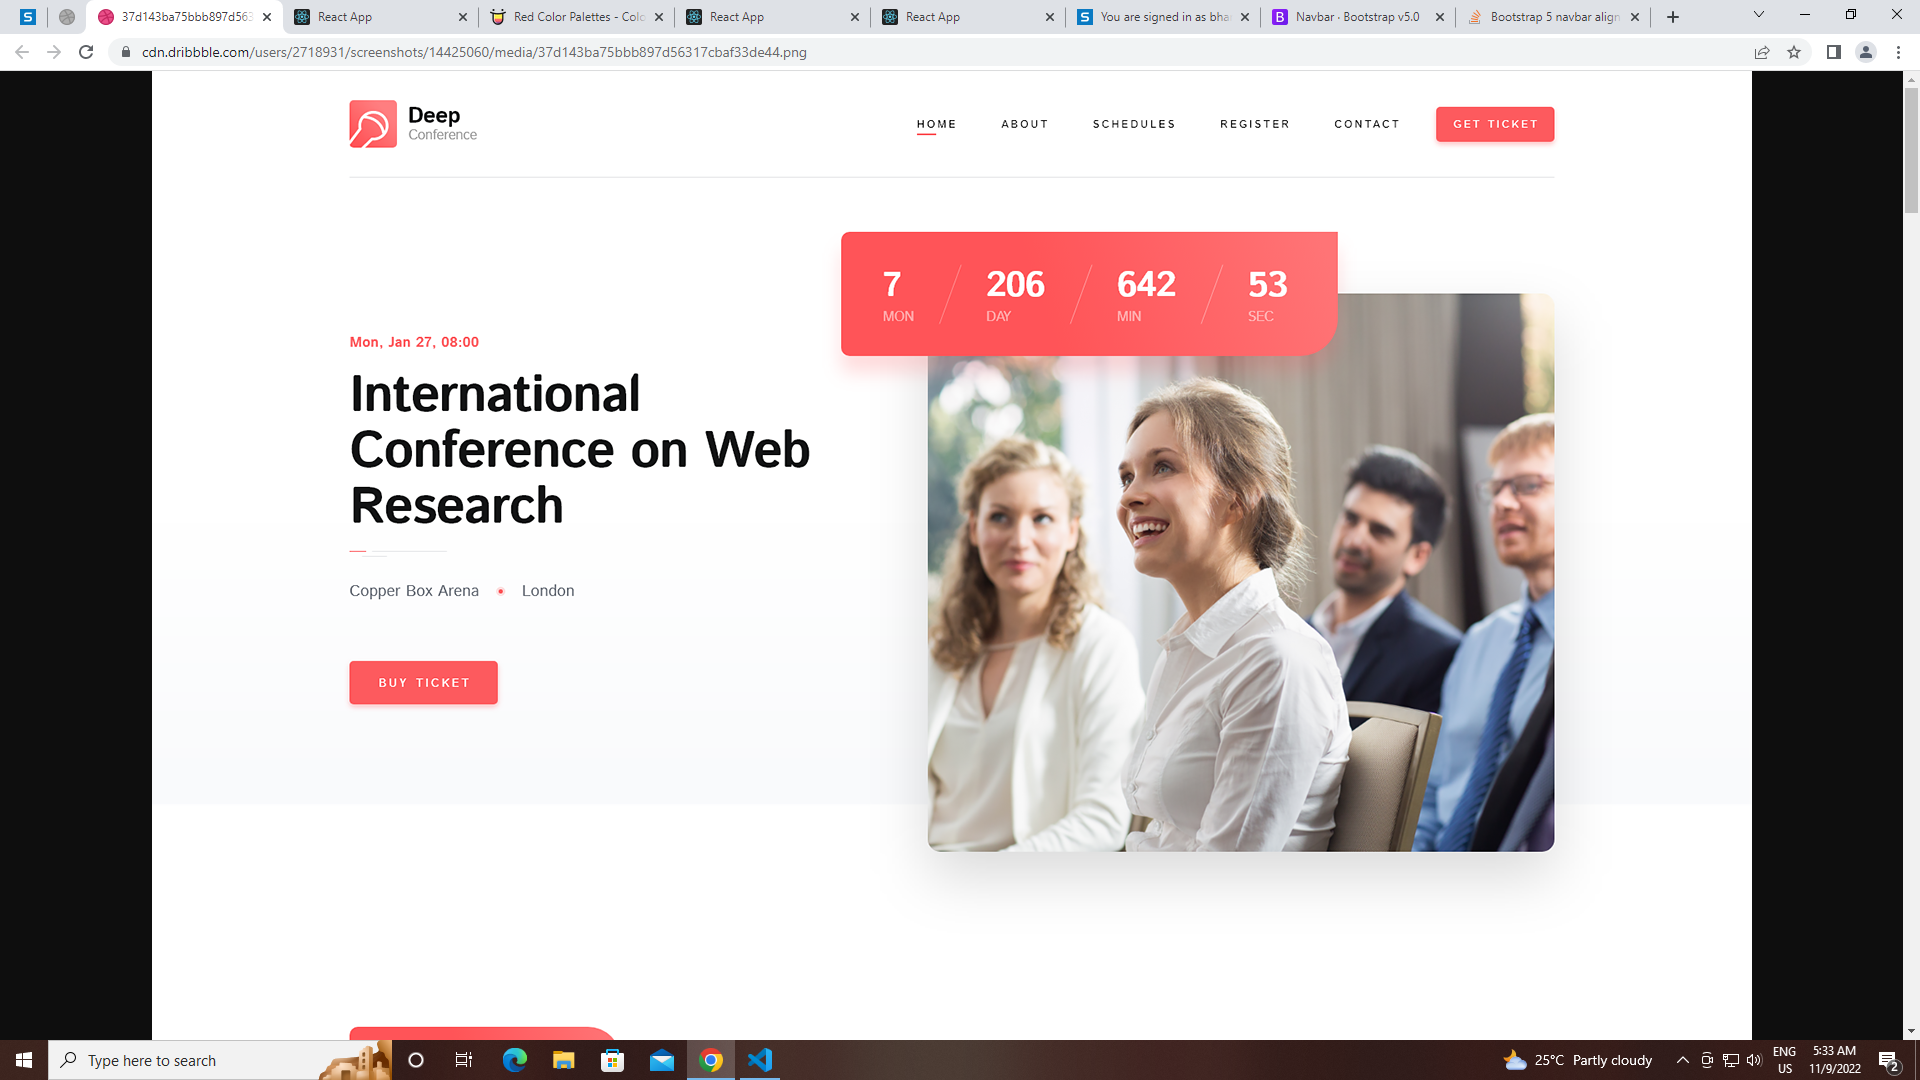 37d143ba75bbb897d563
React App
Red Color Palettes - Colo
React App
React App
You are signed in as bha
Navbar · Bootstrap v5.0
Bootstrap 5 navbar align
cdn.dribbble.com/users/2718931/screenshots/14425060/media/37d143ba75bbb897d56317cbaf33de44.png
Deep
Conference
HOME
ABOUT
SCHEDULES
REGISTER
CONTACT
GET TICKET
7
206
642
53
MON
DAY
MIN
SEC
Mon, Jan 27, 08:00
International
Conference on Web
Research
Copper Box Arena
London
BUY TICKET
Type here to search
25°C Partly cloudy
ENG
US
5:33 AM
11/9/2022
2